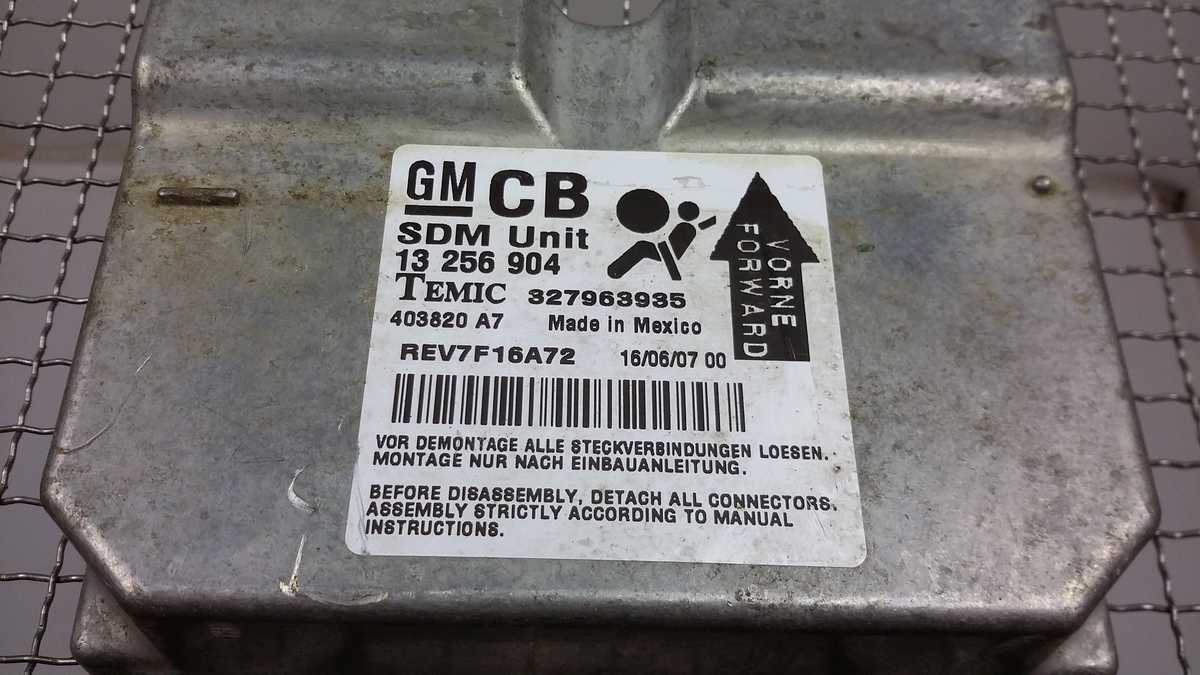 GM CB
SDM Unit
13 256 904
TEMIC 327963935
403820 A7 Made in Mexico
REV7F16A72 16/06/07 00
VORNE
FORWARD
VOR DEMONTAGE ALLE STECKVERBINDUNGEN LOESEN.
MONTAGE NUR NACH EINBAUANLEITUNG.
BEFORE DISASSEMBLY, DETACH ALL CONNECTORS.
ASSEMBLY STRICTLY ACCORDING TO MANUAL
INSTRUCTIONS.